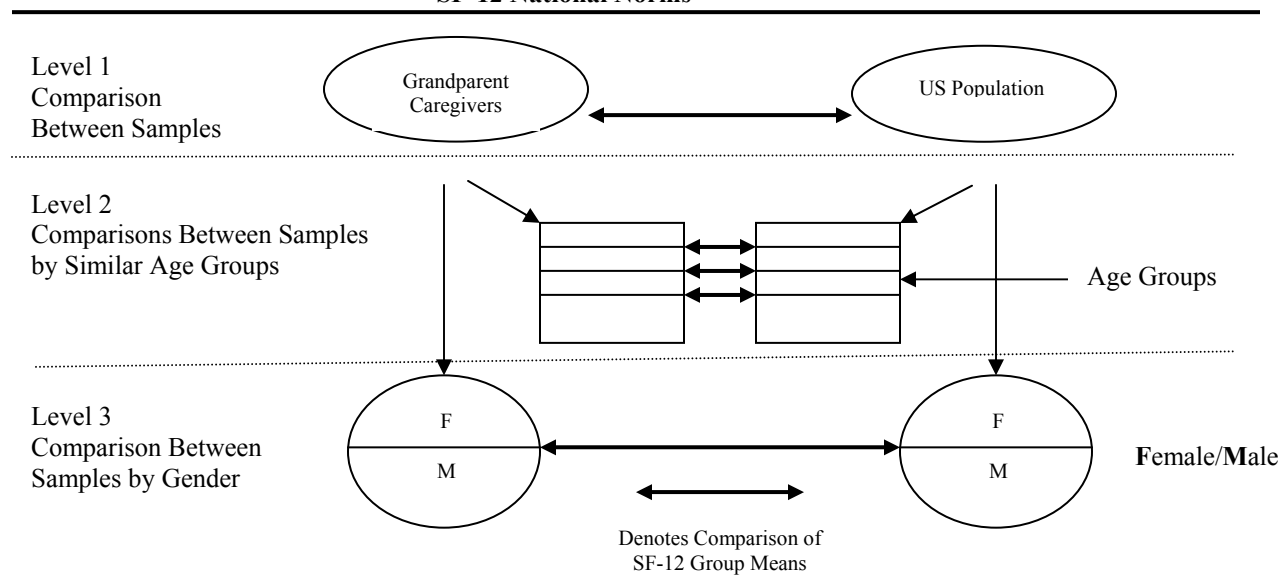 SF-12 National Norms
Level 1
Comparison
Between Samples
Grandparent
Caregivers
US Population
Level 2
Comparisons Between Samples
by Similar Age Groups
Age Groups
Level 3
Comparison Between
Samples by Gender
F
M
F
M
Female/Male
Denotes Comparison of
SF-12 Group Means